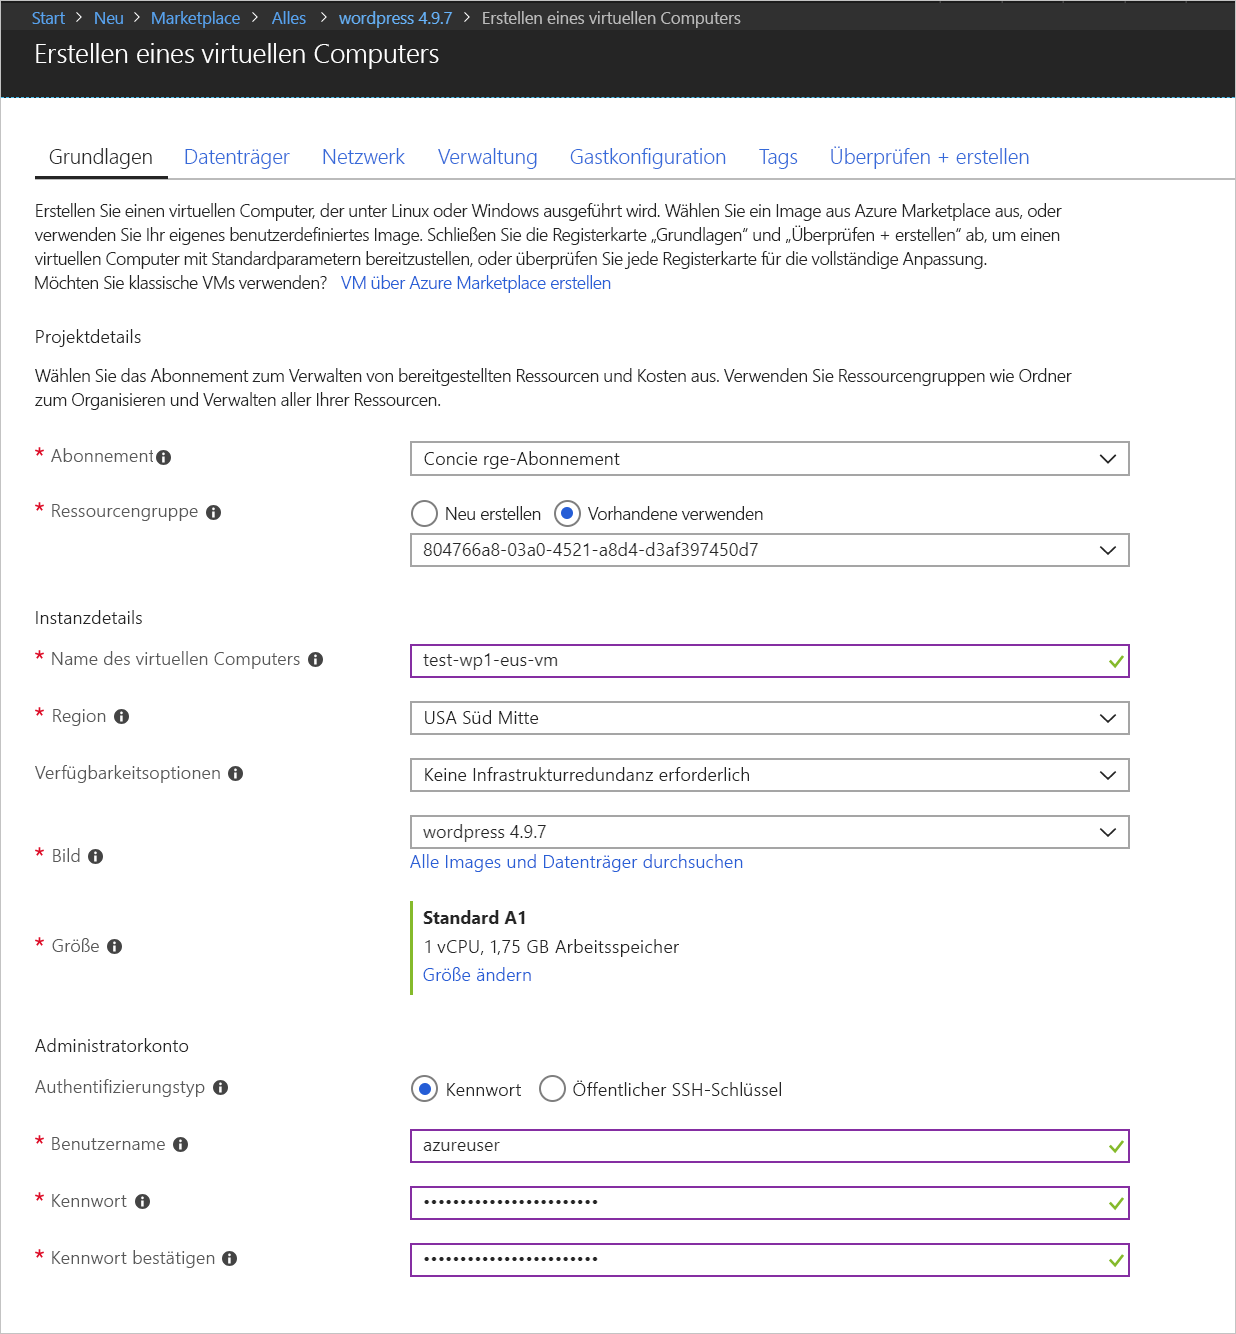 Start > Neu > Marketplace > Alles > wordpress 4.9.7 > Erstellen eines virtuellen Computers
Erstellen eines virtuellen Computers
Grundlagen Datenträger Netzwerk Verwaltung Gastkonfiguration Tags Überprüfen + erstellen
Erstellen Sie einen virtuellen Computer, der unter Linux oder Windows ausgeführt wird. Wählen Sie ein Image aus Azure Marketplace aus, oder
verwenden Sie Ihr eigenes benutzerdefiniertes Image. Schließen Sie die Registerkarte „Grundlagen“ und „Überprüfen + erstellen“ ab, um einen
virtuellen Computer mit Standardparametern bereitzustellen, oder überprüfen Sie jede Registerkarte für die vollständige Anpassung.
Möchten Sie klassische VMs verwenden? VM über Azure Marketplace erstellen
Projektdetails
Wählen Sie das Abonnement zum Verwalten von bereitgestellten Ressourcen und Kosten aus. Verwenden Sie Ressourcengruppen wie Ordner
zum Organisieren und Verwalten aller Ihrer Ressourcen.
* Abonnement Concie rge-Abonnement
* Ressourcengruppe Neu erstellen Vorhandene verwenden
804766a8-03a0-4521-a8d4-d3af397450d7
Instanzdetails
* Name des virtuellen Computers test-wp1-eus-vm
* Region USA Süd Mitte
Verfügbarkeitsoptionen Keine Infrastrukturredundanz erforderlich
* Bild wordpress 4.9.7
Alle Images und Datenträger durchsuchen
* Größe Standard A1
1 vCPU, 1,75 GB Arbeitsspeicher
Größe ändern
Administratorkonto
Authentifizierungstyp Kennwort Öffentlicher SSH-Schlüssel
* Benutzername azureuser
* Kennwort ••••••••••••••••••••••••
* Kennwort bestätigen ••••••••••••••••••••••••